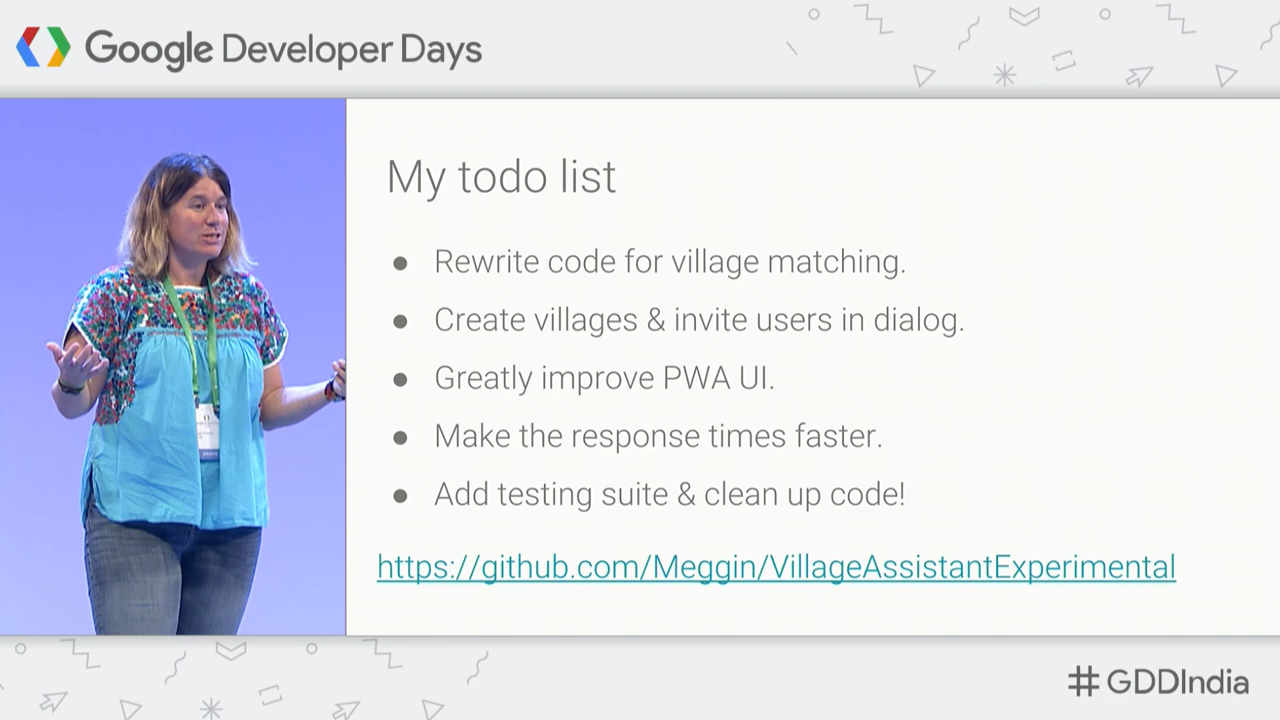 Google Developer Days
My todo list
● Rewrite code for village matching.
● Create villages & invite users in dialog.
● Greatly improve PWA UI.
● Make the response times faster.
● Add testing suite & clean up code!
https://github.com/Meggin/VillageAssistantExperimental
#GDDIndia